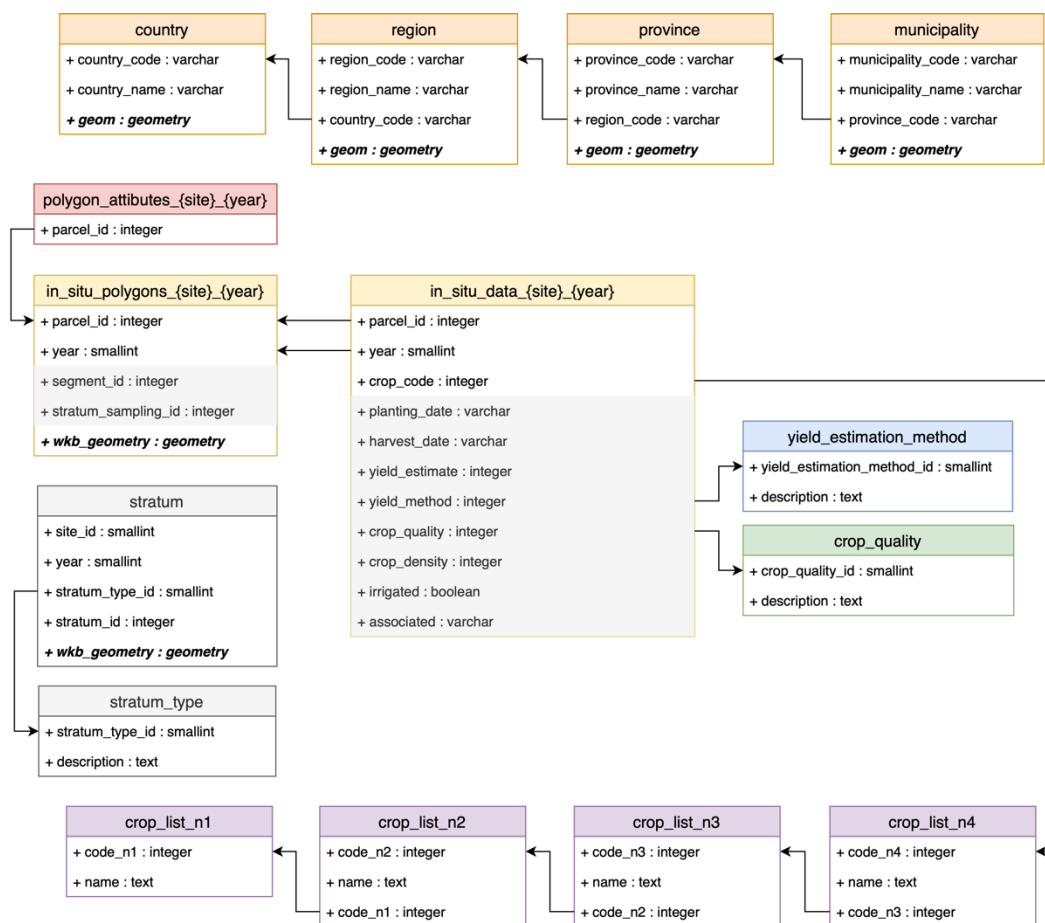 country
+ country_code : varchar
+ country_name : varchar
+ geom : geometry
region
+ region_code : varchar
+ region_name : varchar
+ country_code : varchar
+ geom : geometry
province
+ province_code : varchar
+ province_name : varchar
+ region_code : varchar
+ geom : geometry
municipality
+ municipality_code : varchar
+ municipality_name : varchar
+ province_code : varchar
+ geom : geometry
polygon_attibutes_{site}_{year}
+ parcel_id : integer
in_situ_polygons_{site}_{year}
+ parcel_id : integer
+ year : smallint
+ segment_id : integer
+ stratum_sampling_id : integer
+ wkb_geometry : geometry
in_situ_data_{site}_{year}
+ parcel_id : integer
+ year : smallint
+ crop_code : integer
+ planting_date : varchar
+ harvest_date : varchar
+ yield_estimate : integer
+ yield_method : integer
+ crop_quality : integer
+ crop_density : integer
+ irrigated : boolean
+ associated : varchar
yield_estimation_method
+ yield_estimation_method_id : smallint
+ description : text
crop_quality
+ crop_quality_id : smallint
+ description : text
stratum
+ site_id : smallint
+ year : smallint
+ stratum_type_id : smallint
+ stratum_id : integer
+ wkb_geometry : geometry
stratum_type
+ stratum_type_id : smallint
+ description : text
crop_list_n1
+ code_n1 : integer
+ name : text
crop_list_n2
+ code_n2 : integer
+ name : text
+ code_n1 : integer
crop_list_n3
+ code_n3 : integer
+ name : text
+ code_n2 : integer
crop_list_n4
+ code_n4 : integer
+ name : text
+ code_n3 : integer